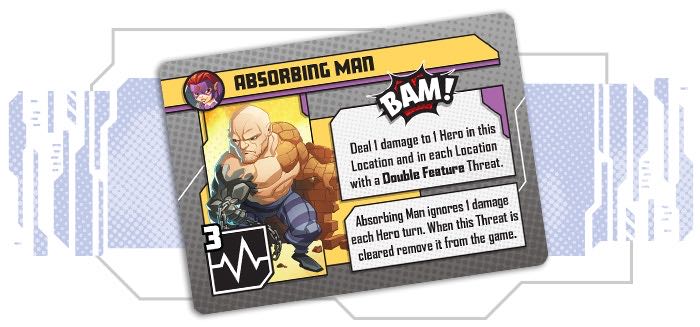 ABSORBING MAN
BAM!
Deal 1 damage to 1 Hero in this
Location and in each Location
with a Double Feature Threat.
Absorbing Man ignores 1 damage
each Hero turn. When this Threat is
cleared remove it from the game.
3